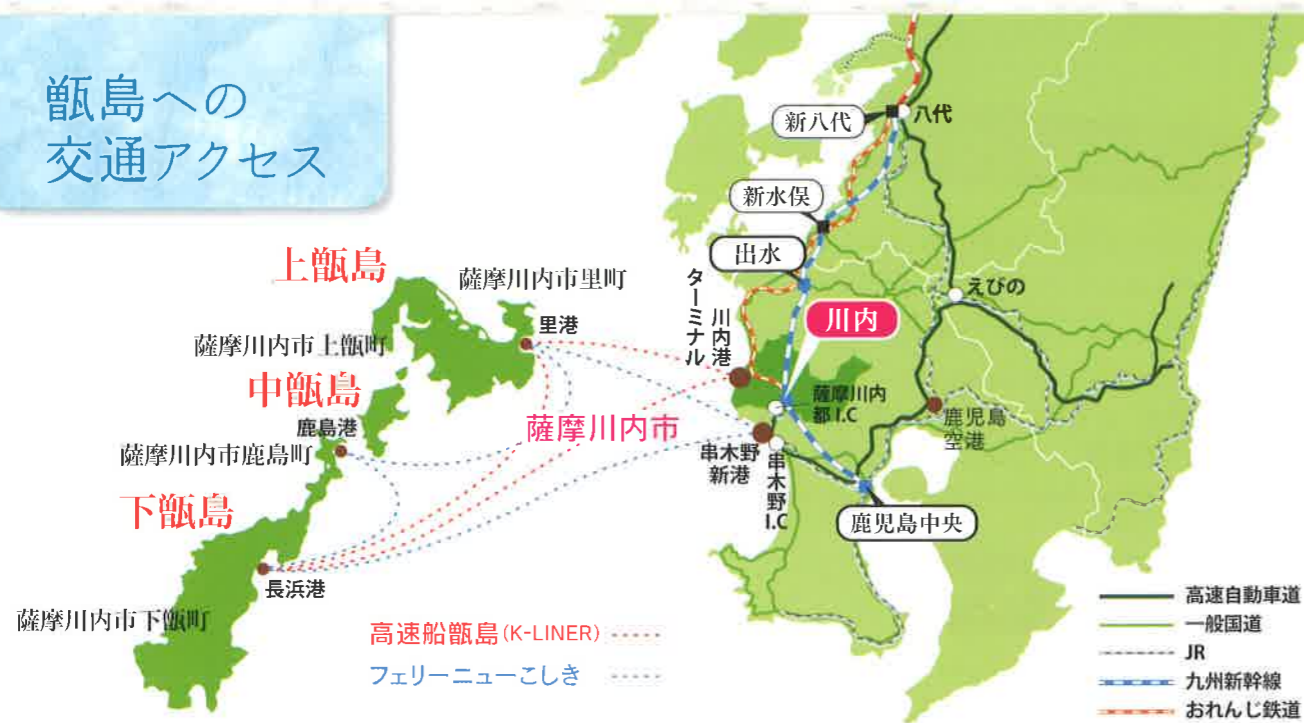 甑島への
交通アクセス
新八代
八代
新水俣
出水
上甑島
薩摩川内市里町
ターミナル
川内港
川内
えびの
里港
薩摩川内市上甑町
中甑島
薩摩川内
都I.C
鹿児島
空港
鹿島港
薩摩川内市
薩摩川内市鹿島町
串木野
新港
串木野I.C
下甑島
鹿児島中央
長浜港
薩摩川内市下甑町
高速船甑島(K-LINER)
フェリーニューこしき
高速自動車道
一般国道
JR
九州新幹線
おれんじ鉄道